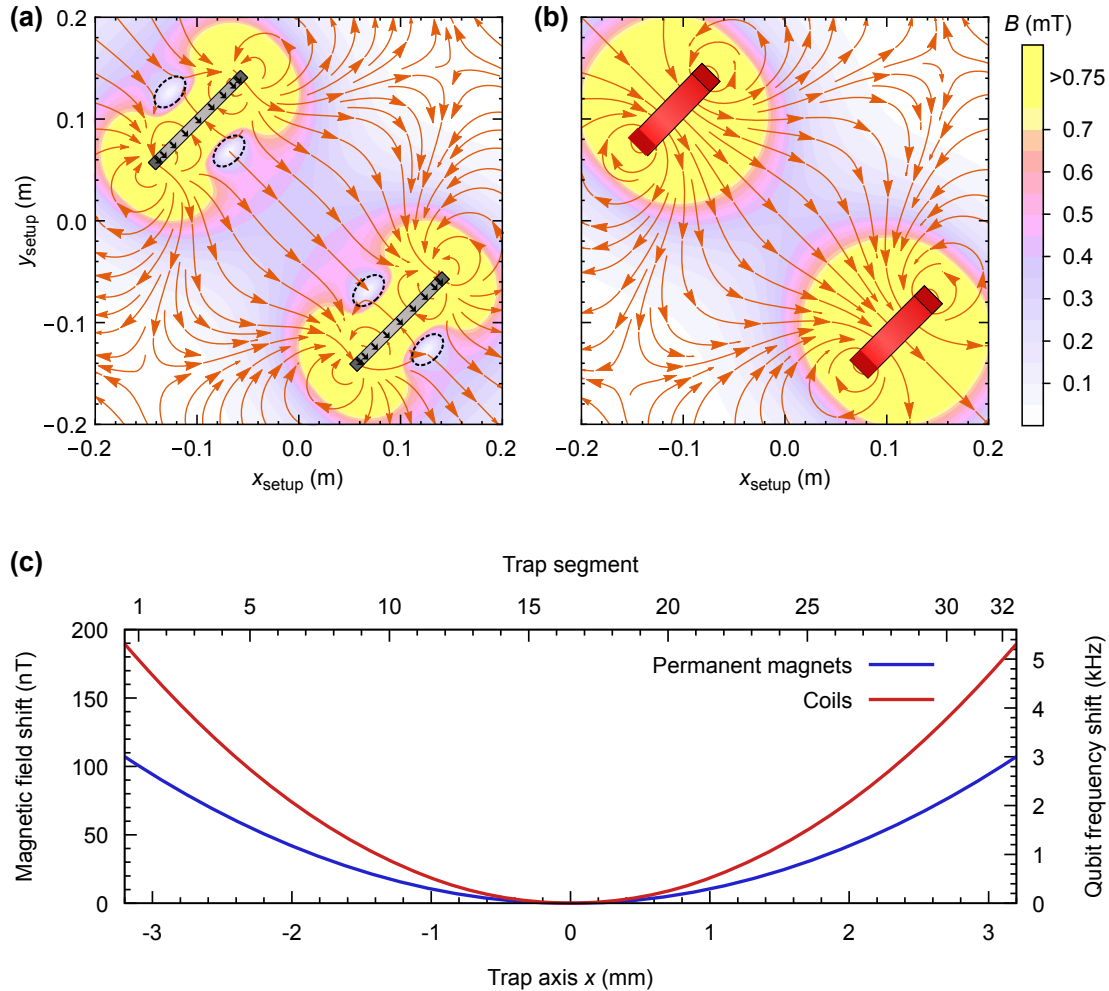 (a)
(b)
B (mT)
0.2
0.1
0.0
−0.1
−0.2
y_setup (m)
−0.2 −0.1 0.0 0.1 0.2
x_setup (m)
−0.2 −0.1 0.0 0.1 0.2
x_setup (m)
>0.75
0.7
0.6
0.5
0.4
0.3
0.2
0.1
(c)
Trap segment
1 5 10 15 20 25 30 32
200
150
100
50
0
Magnetic field shift (nT)
Permanent magnets
Coils
5
4
3
2
1
0
Qubit frequency shift (kHz)
-3 -2 -1 0 1 2 3
Trap axis x (mm)